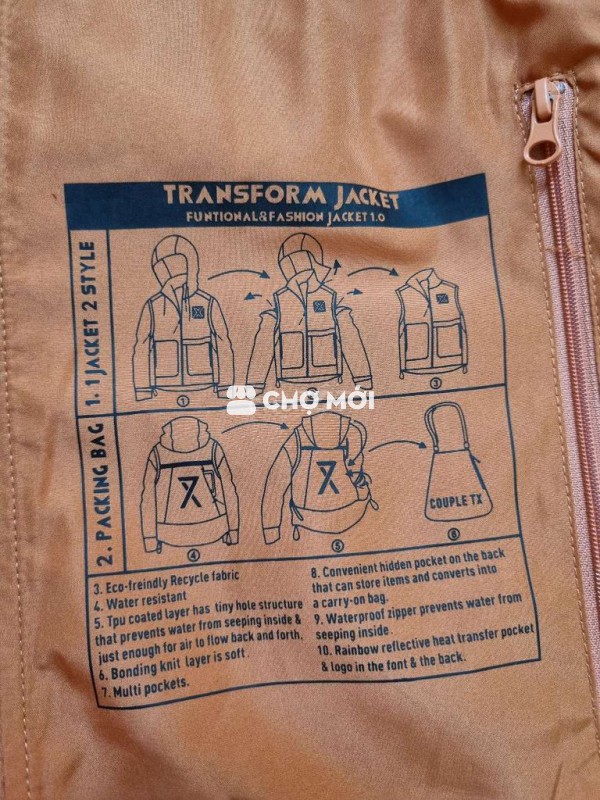 TRANSFORM JACKET
FUNTIONAL&FASHION JACKET 1.0
1. 1 JACKET 2 STYLE
① ② ③
CHỢ MỚI
2. PACKING BAG
COUPLE TX
④ ⑤ ⑥
3. Eco-freindly Recycle fabric
4. Water resistant
5. Tpu coated layer has tiny hole structure
that prevents water from seeping inside &
just enough for air to flow back and forth,
6. Bonding knit layer is soft.
7. Multi pockets.
8. Convenient hidden pocket on the back
that can store items and converts into
a carry-on bag.
9. Waterproof zipper prevents water from
seeping inside.
10. Rainbow reflective heat transfer pocket
& logo in the font & the back.